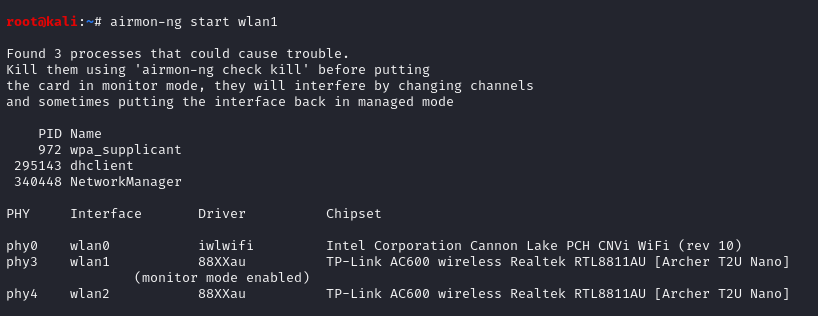 root@kali:~# airmon-ng start wlan1
Found 3 processes that could cause trouble.
Kill them using 'airmon-ng check kill' before putting
the card in monitor mode, they will interfere by changing channels
and sometimes putting the interface back in managed mode
PID Name
972 wpa_supplicant
295143 dhclient
340448 NetworkManager
PHY Interface Driver Chipset
phy0 wlan0 iwlwifi Intel Corporation Cannon Lake PCH CNVi WiFi (rev 10)
phy3 wlan1 88XXau TP-Link AC600 wireless Realtek RTL8811AU [Archer T2U Nano]
(monitor mode enabled)
phy4 wlan2 88XXau TP-Link AC600 wireless Realtek RTL8811AU [Archer T2U Nano]